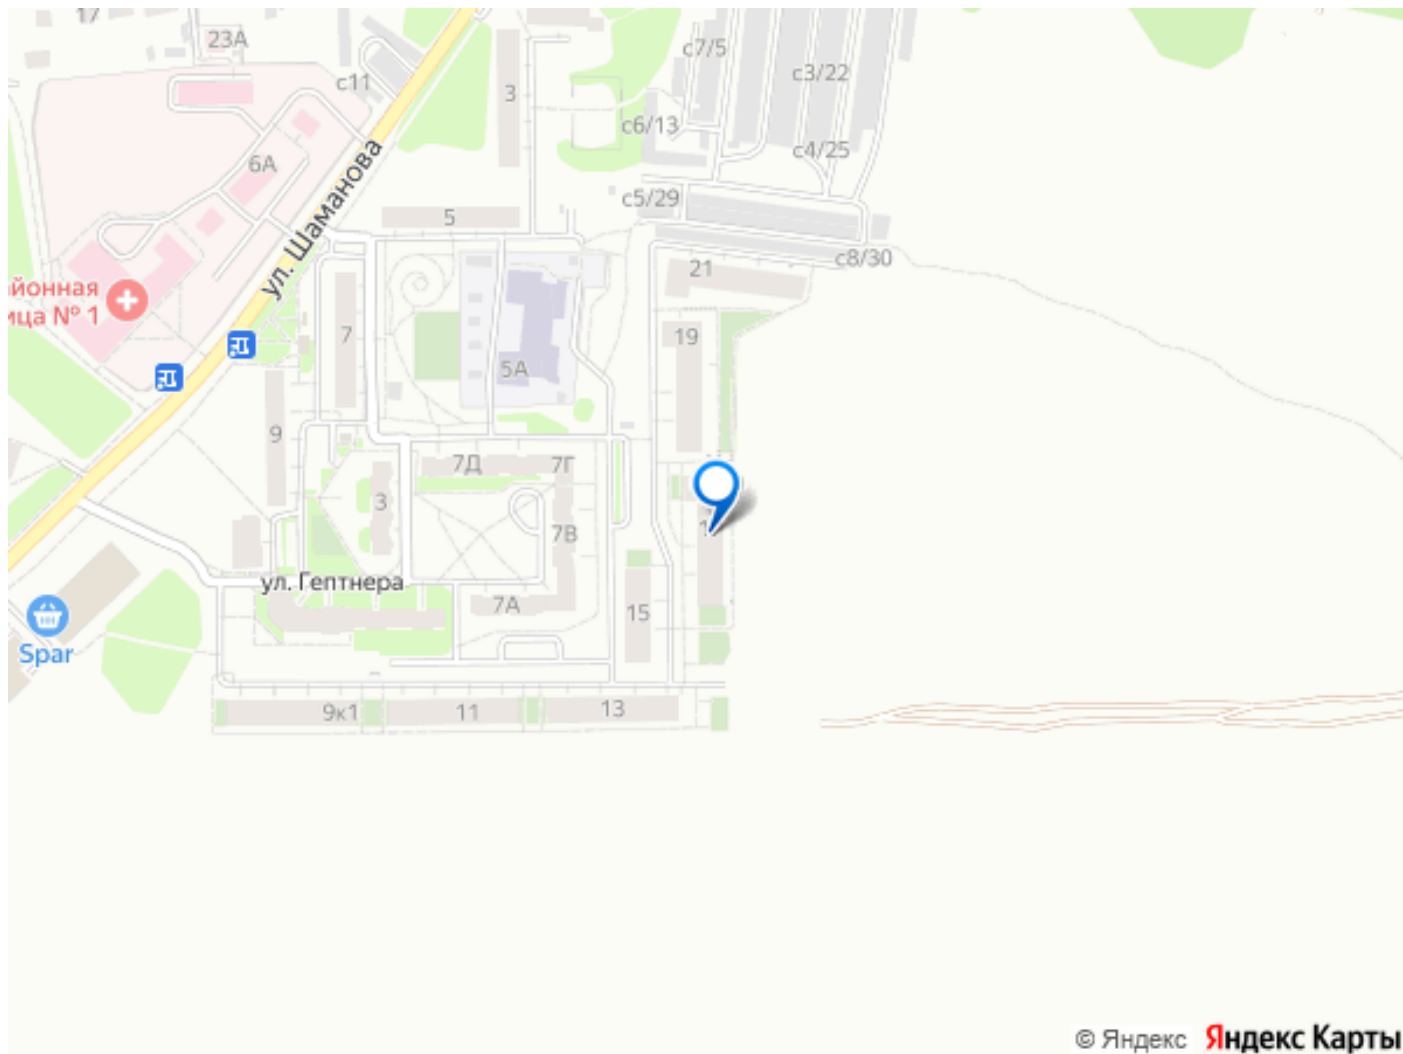 17
23А
с7/5
с3/22
с11
3
с6/13
с4/25
6А
ул. Шаманова
с5/29
5
с8/30
21
айонная
ица № 1
7
19
5А
9
7Д
7Г
3
7В
ул. Гептнера
7А
15
Spar
9к1
11
13
© Яндекс
Яндекс Карты